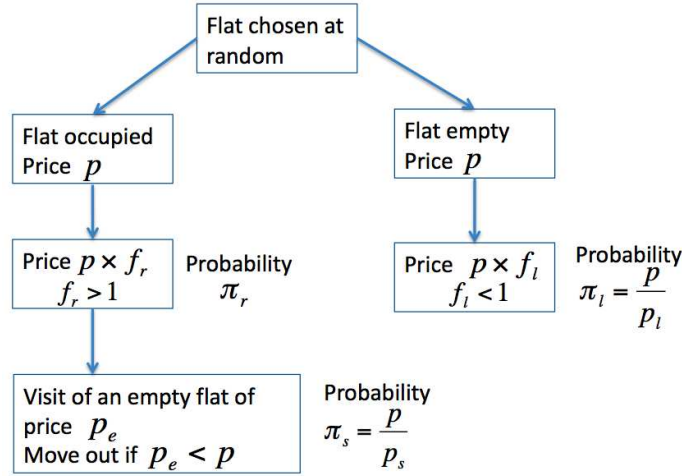 Flat chosen at
random
Flat occupied
Price p
Flat empty
Price p
Price p × f_r
f_r > 1
Probability
π_r
Price p × f_l
f_l < 1
Probability
π_l = p / p_l
Visit of an empty flat of
price p_e
Move out if p_e < p
Probability
π_s = p / p_s